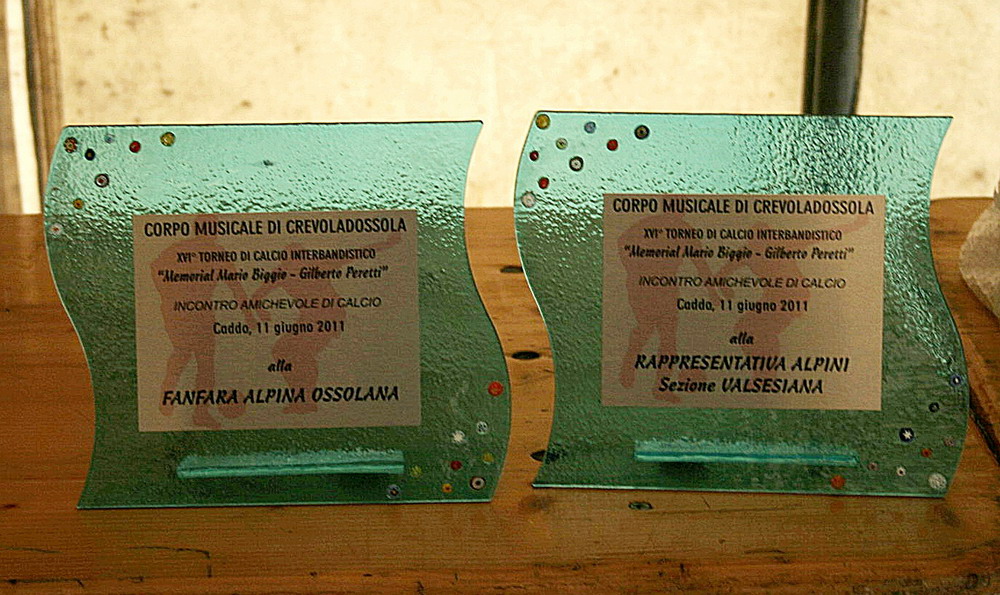 CORPO MUSICALE DI CREVOLADOSSOLA
XVI° TORNEO DI CALCIO INTERBANDISTICO
"Memorial Mario Biggio - Gilberto Peretti"
INCONTRO AMICHEVOLE DI CALCIO
Caddo, 11 giugno 2011
alla
FANFARA ALPINA OSSOLANA
CORPO MUSICALE DI CREVOLADOSSOLA
XVI° TORNEO DI CALCIO INTERBANDISTICO
"Memorial Mario Biggio - Gilberto Peretti"
INCONTRO AMICHEVOLE DI CALCIO
Caddo, 11 giugno 2011
alla
RAPPRESENTATIVA ALPINI
Sezione VALSESIANA